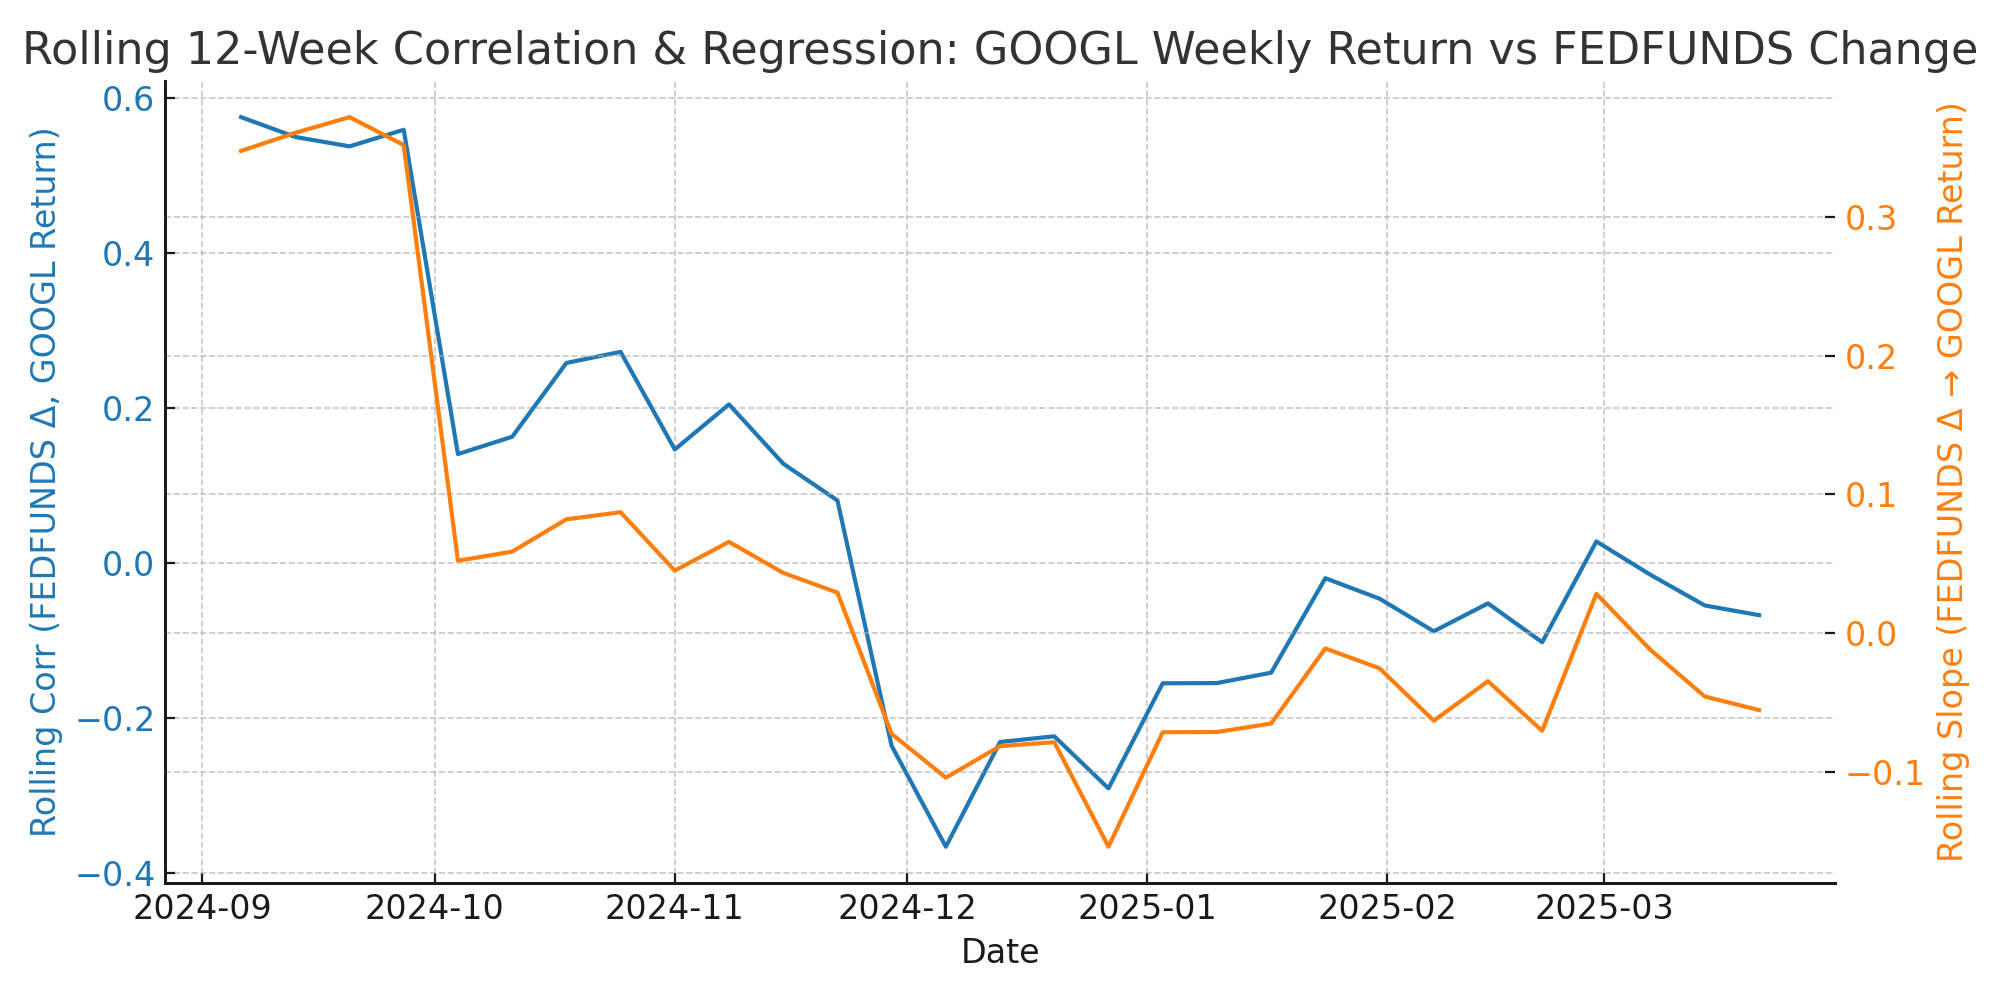 Rolling 12-Week Correlation & Regression: GOOGL Weekly Return vs FEDFUNDS Change
Rolling Corr (FEDFUNDS Δ, GOOGL Return)
0.6
0.4
0.2
0.0
−0.2
−0.4
0.3
0.2
0.1
0.0
−0.1
Rolling Slope (FEDFUNDS Δ → GOOGL Return)
2024-09 2024-10 2024-11 2024-12 2025-01 2025-02 2025-03
Date